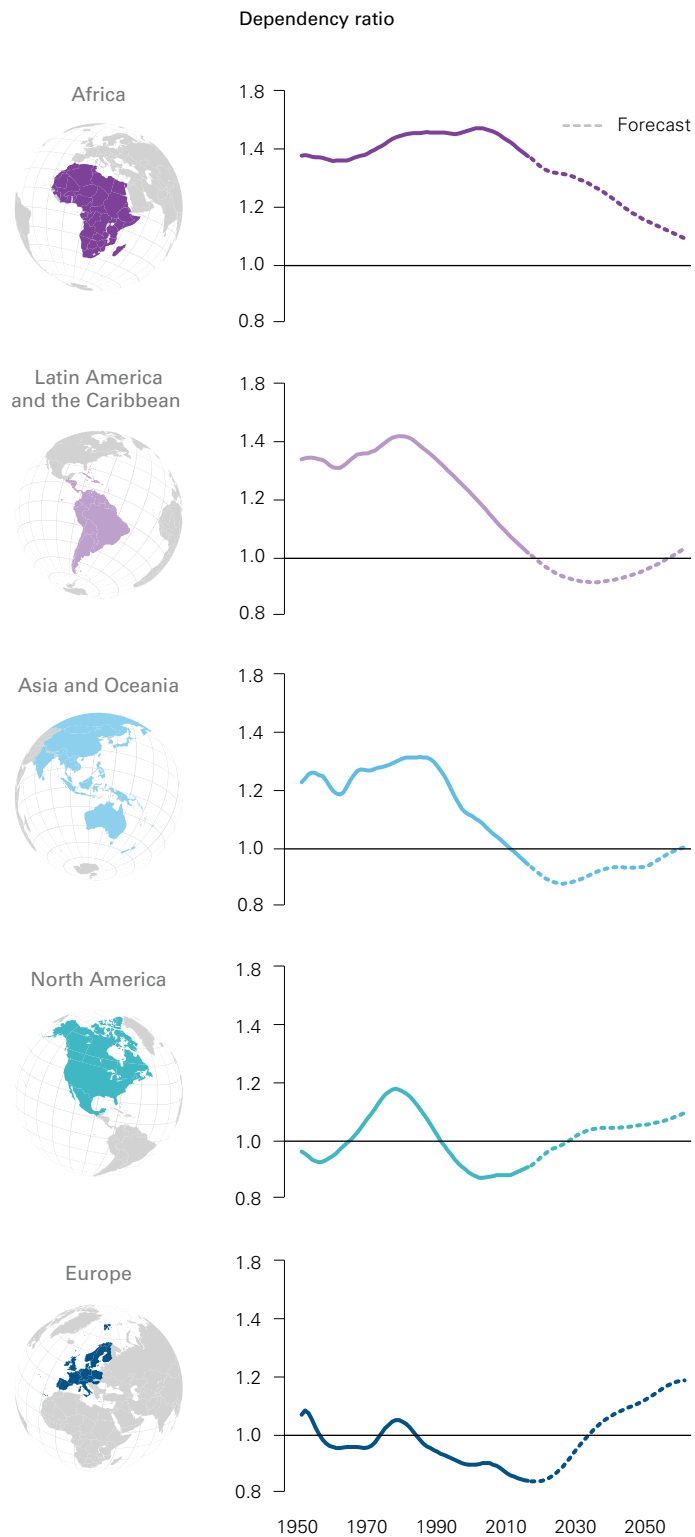 Dependency ratio
Africa
1.8
1.4
1.2
1.0
0.8
Forecast
Latin America
and the Caribbean
1.8
1.4
1.2
1.0
0.8
Asia and Oceania
1.8
1.4
1.2
1.0
0.8
North America
1.8
1.4
1.2
1.0
0.8
Europe
1.8
1.4
1.2
1.0
0.8
1950 1970 1990 2010 2030 2050